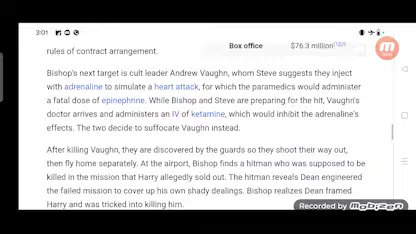 3:01
rules of contract arrangement.
Box office $76.3 million[1][2]
Bishop's next target is cult leader Andrew Vaughn, whom Steve suggests they inject
with adrenaline to simulate a heart attack, for which the paramedics would administer
a fatal dose of epinephrine. While Bishop and Steve are preparing for the hit, Vaughn's
doctor arrives and administers an IV of ketamine, which would inhibit the adrenaline's
effects. The two decide to suffocate Vaughn instead.
After killing Vaughn, they are discovered by the guards so they shoot their way out,
then fly home separately. At the airport, Bishop finds a hitman who was supposed to be
killed in the mission that Harry allegedly sold out. The hitman reveals Dean engineered
the failed mission to cover up his own shady dealings. Bishop realizes Dean framed
Harry and was tricked into killing him.
Recorded by Mobizen